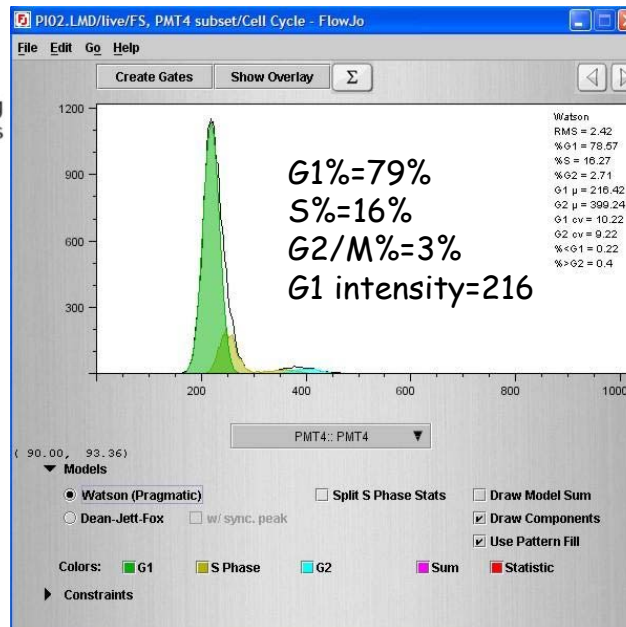 PI02.LMD/live/FS, PMT4 subset/Cell Cycle - FlowJo
File Edit Go Help
Create Gates Show Overlay Σ
g
s
1200
900
600
300
200 400 600 800 1000
G1%=79%
S%=16%
G2/M%=3%
G1 intensity=216
Watson
RMS = 2.42
%G1 = 78.57
%S = 16.27
%G2 = 2.71
G1 μ = 216.42
G2 μ = 399.24
G1 cv = 10.22
G2 cv = 9.22
%<G1 = 0.22
%>G2 = 0.4
PMT4:: PMT4
( 90.00, 93.36)
Models
Watson (Pragmatic) Split S Phase Stats Draw Model Sum
Dean-Jett-Fox w/ sync. peak Draw Components
Use Pattern Fill
Colors: G1 S Phase G2 Sum Statistic
Constraints